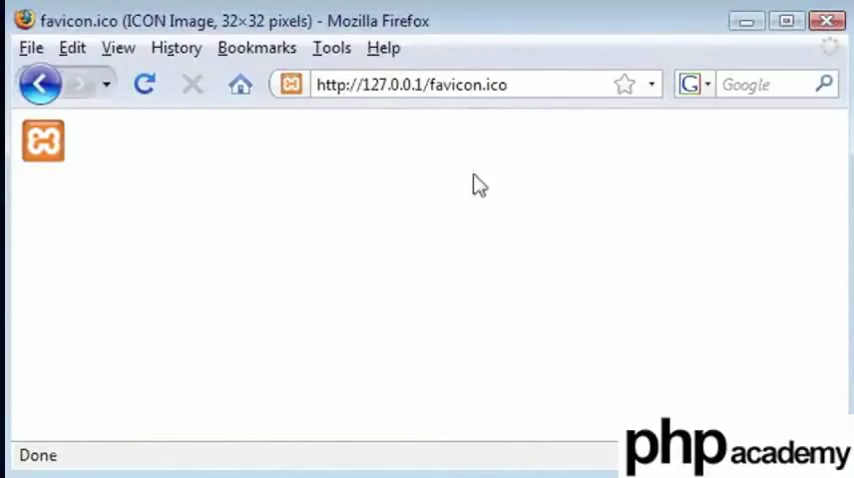 favicon.ico (ICON Image, 32×32 pixels) - Mozilla Firefox
File Edit View History Bookmarks Tools Help
http://127.0.0.1/favicon.ico G Google
Done
php academy